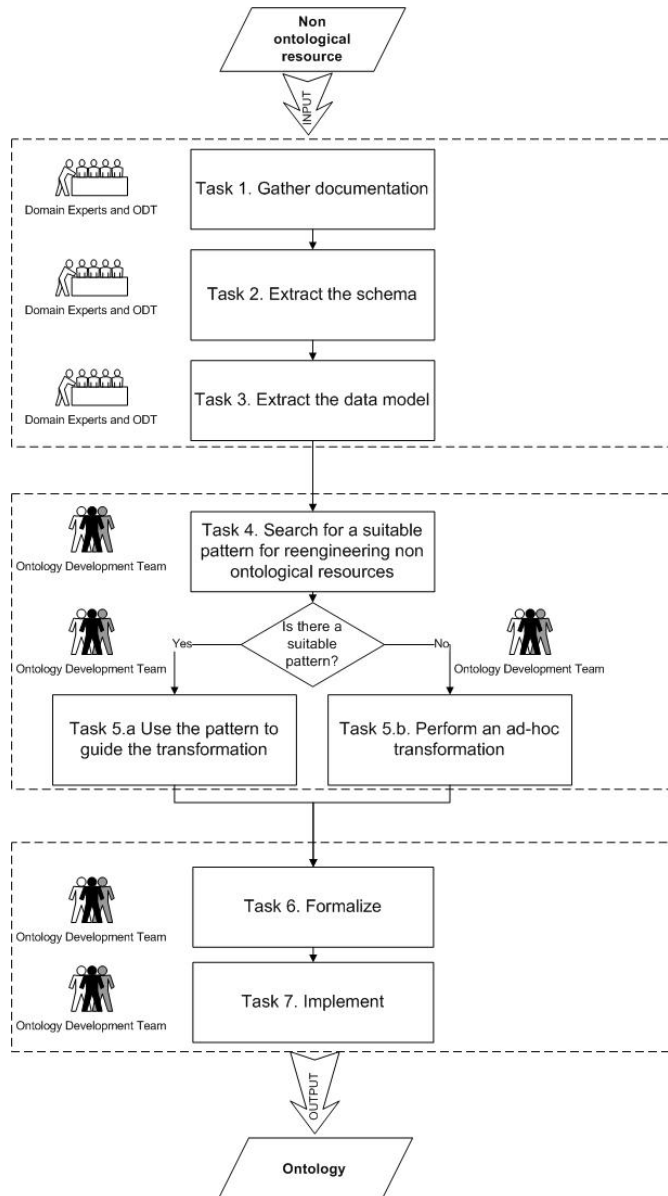 Non
ontological
resource
INPUT
Task 1. Gather documentation
Domain Experts and ODT
Task 2. Extract the schema
Domain Experts and ODT
Task 3. Extract the data model
Domain Experts and ODT
Task 4. Search for a suitable
pattern for reengineering non
ontological resources
Ontology Development Team
Is there a
suitable
pattern?
Yes
No
Ontology Development Team
Ontology Development Team
Task 5.a Use the pattern to
guide the transformation
Task 5.b. Perform an ad-hoc
transformation
Task 6. Formalize
Ontology Development Team
Task 7. Implement
Ontology Development Team
OUTPUT
Ontology